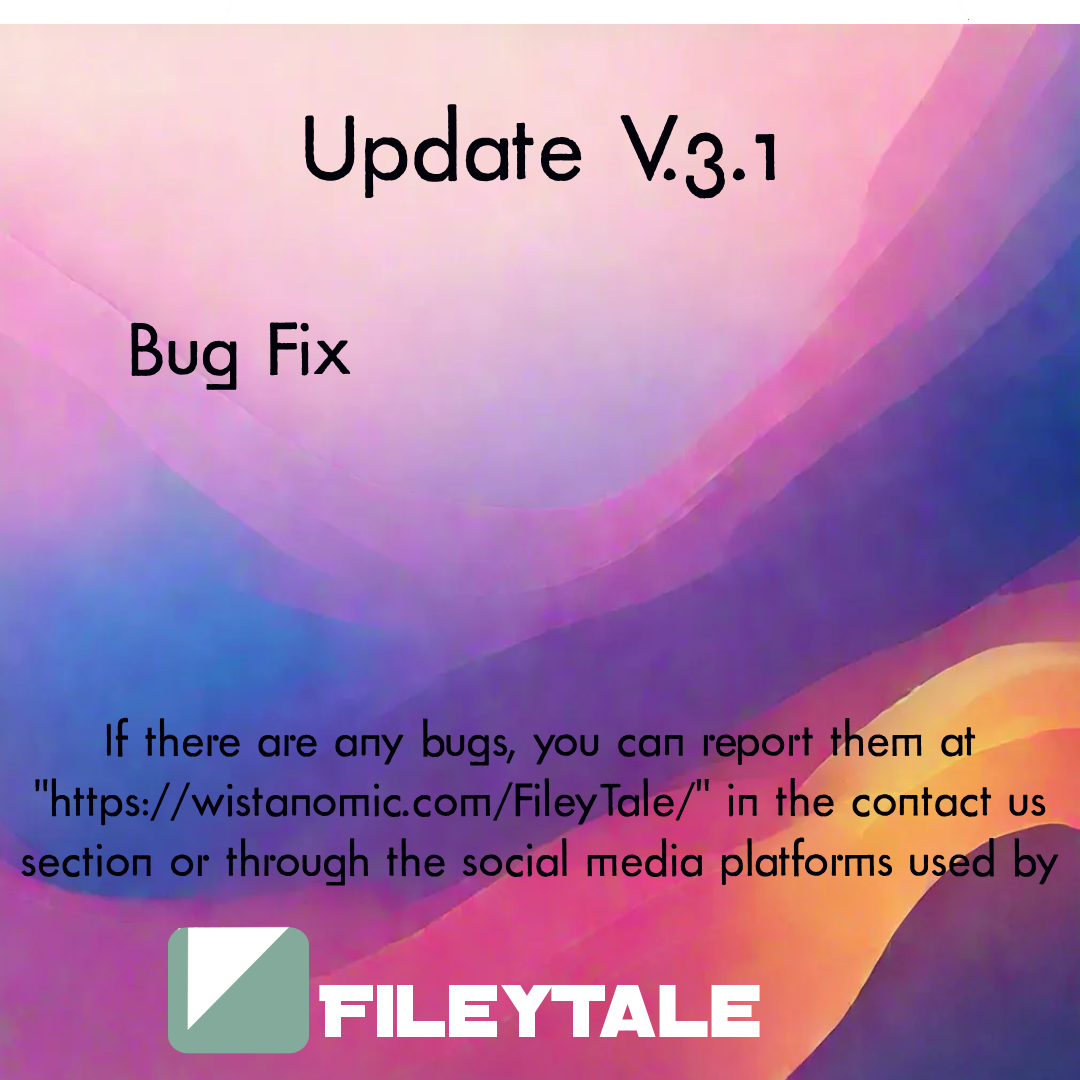 Update V.3.1
Bug Fix
If there are any bugs, you can report them at
"https://wistanomic.com/FileyTale/" in the contact us
section or through the social media platforms used by
FILEYTALE